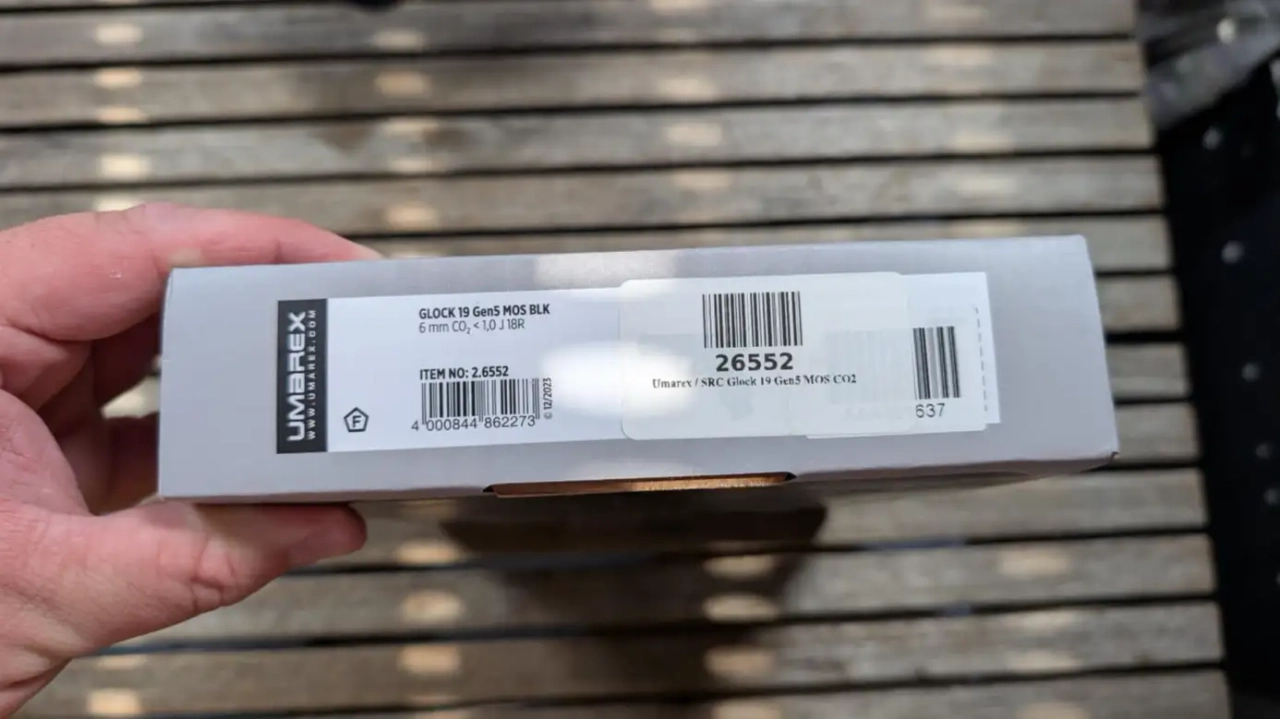 UMAREX
WWW.UMAREX.COM
GLOCK 19 Gen5 MOS BLK
6 mm CO₂ < 1,0 J 18R
ITEM NO: 2.6552
4 000844 862273
© 12/2023
F
26552
Umarex / SRC Glock 19 Gen5 MOS CO2
637